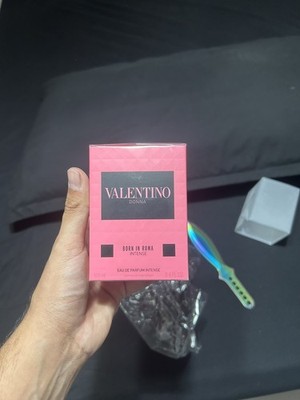 VALENTINO
DONNA
BORN IN ROMA
INTENSE
EAU DE PARFUM INTENSE